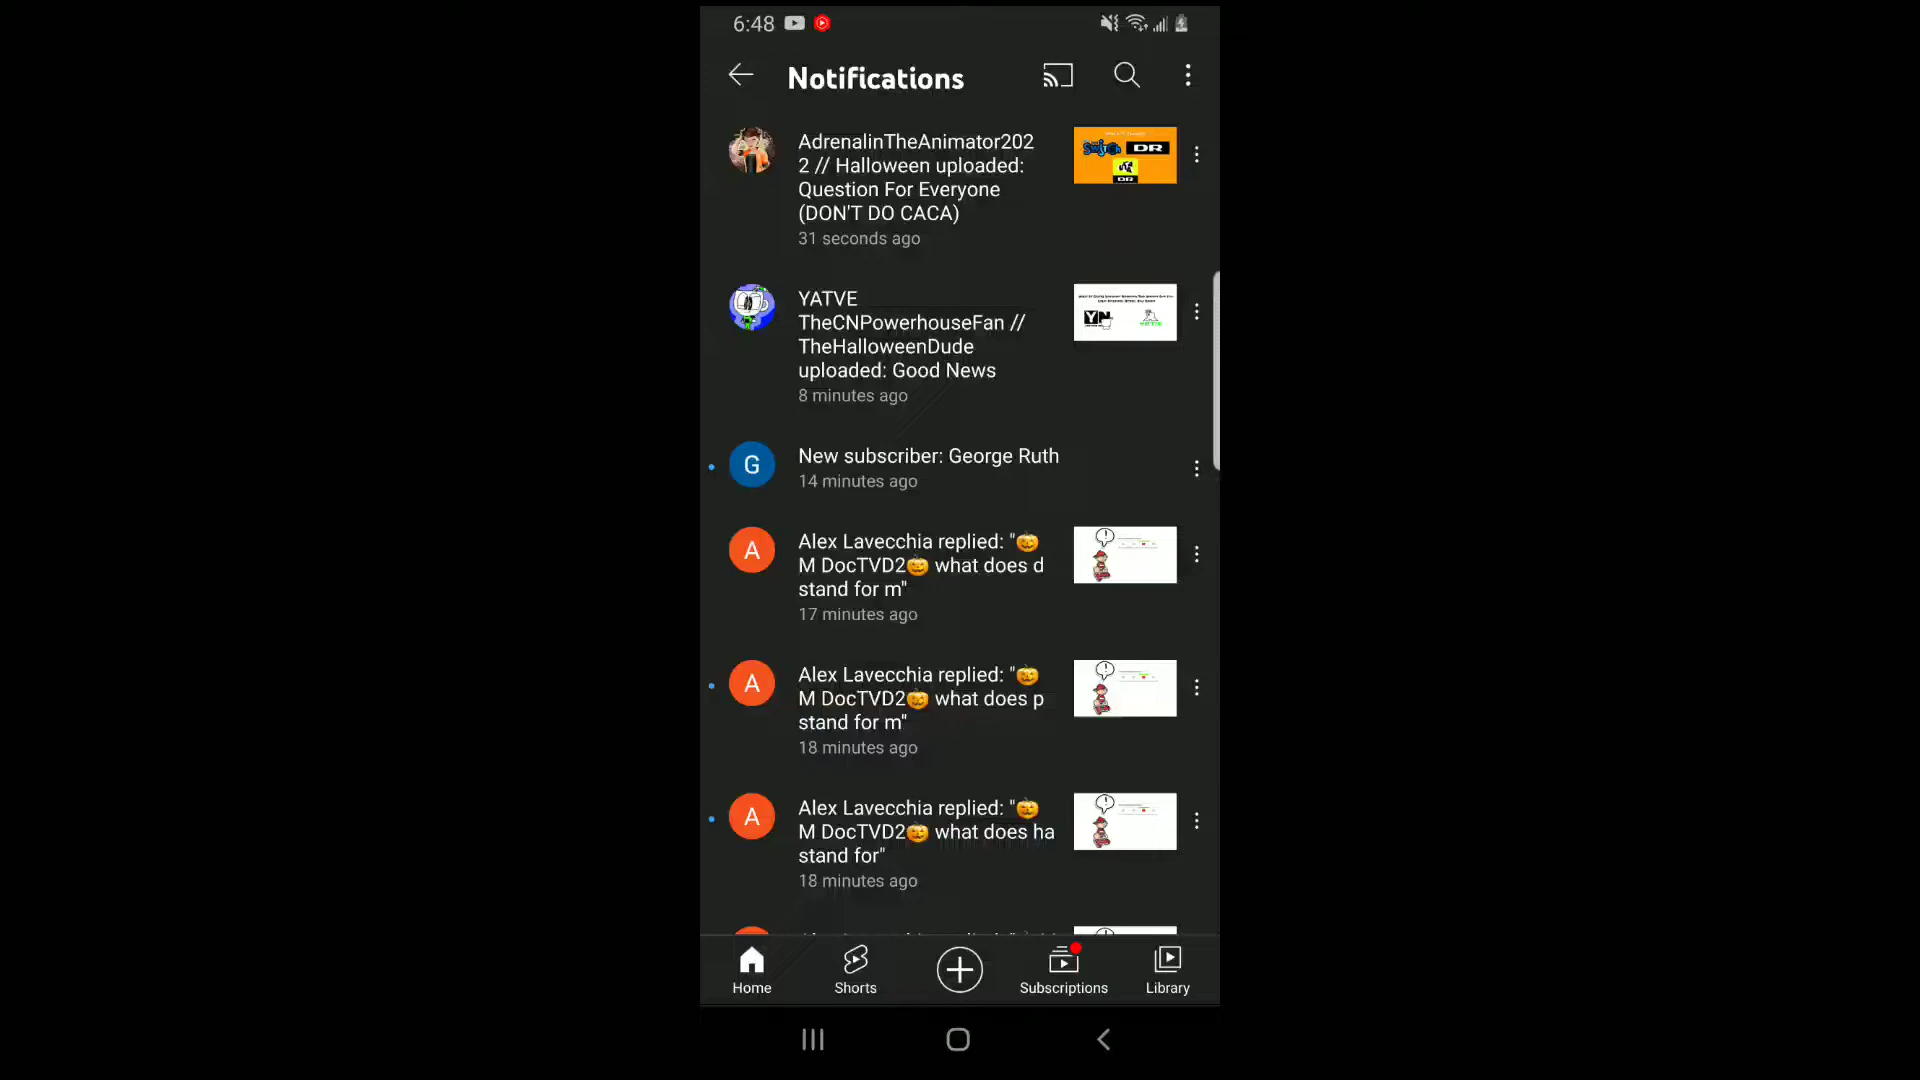 6:48
Notifications
AdrenalinTheAnimator202
2 // Halloween uploaded:
Question For Everyone
(DON'T DO CACA)
31 seconds ago
DR
DR
YATVE
TheCNPowerhouseFan //
TheHalloweenDude
uploaded: Good News
8 minutes ago
YN
G
New subscriber: George Ruth
14 minutes ago
A
Alex Lavecchia replied: "🎃
M DocTVD2🎃 what does d
stand for m"
17 minutes ago
A
Alex Lavecchia replied: "🎃
M DocTVD2🎃 what does p
stand for m"
18 minutes ago
A
Alex Lavecchia replied: "🎃
M DocTVD2🎃 what does ha
stand for"
18 minutes ago
Home
Shorts
Subscriptions
Library